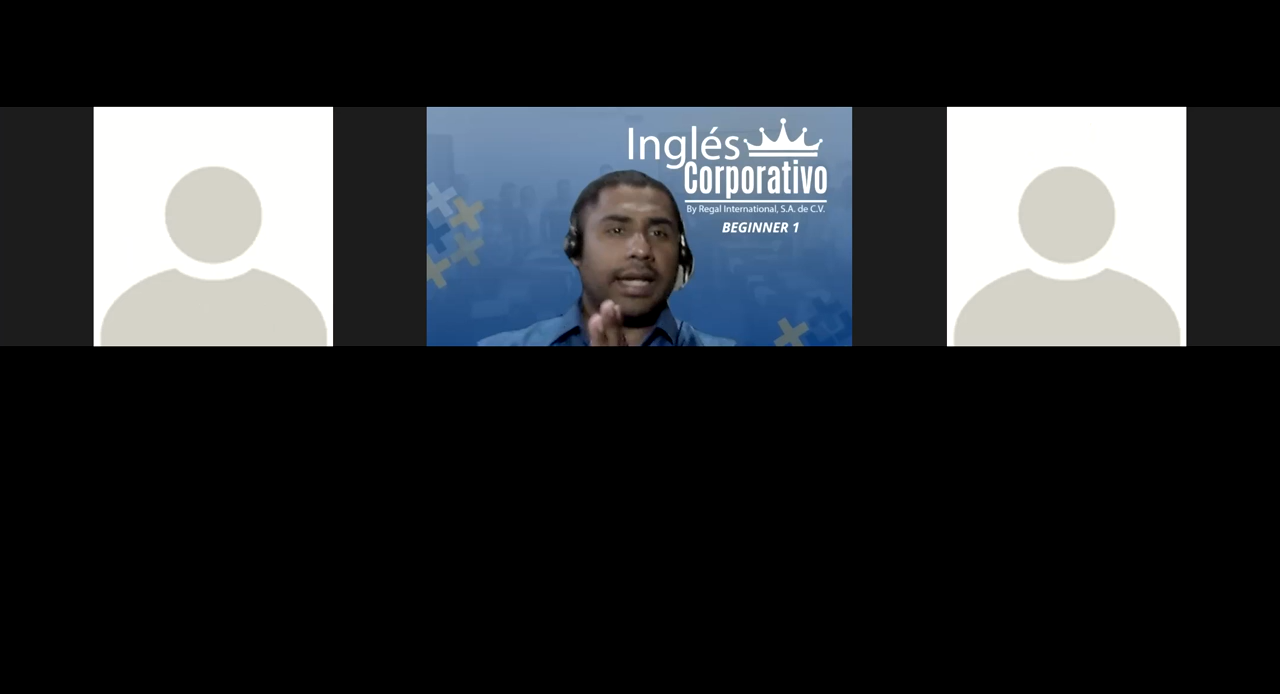 Inglés
Corporativo
By Regal International, S.A. de C.V.
BEGINNER 1